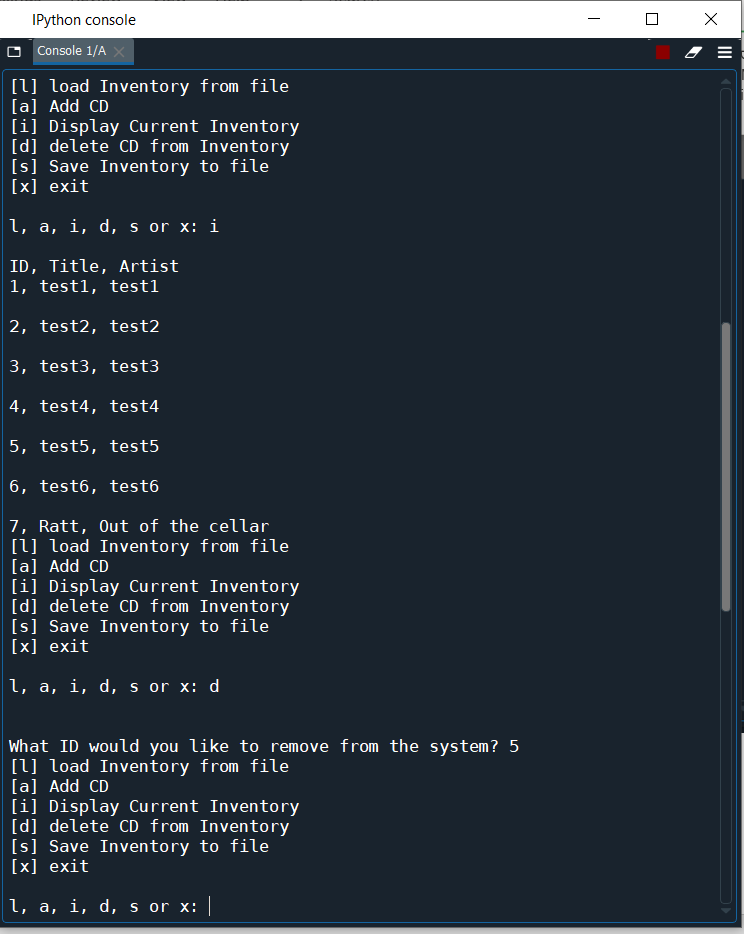 IPython console
Console 1/A
[l] load Inventory from file
[a] Add CD
[i] Display Current Inventory
[d] delete CD from Inventory
[s] Save Inventory to file
[x] exit
l, a, i, d, s or x: i
ID, Title, Artist
1, test1, test1
2, test2, test2
3, test3, test3
4, test4, test4
5, test5, test5
6, test6, test6
7, Ratt, Out of the cellar
[l] load Inventory from file
[a] Add CD
[i] Display Current Inventory
[d] delete CD from Inventory
[s] Save Inventory to file
[x] exit
l, a, i, d, s or x: d
What ID would you like to remove from the system? 5
[l] load Inventory from file
[a] Add CD
[i] Display Current Inventory
[d] delete CD from Inventory
[s] Save Inventory to file
[x] exit
l, a, i, d, s or x: